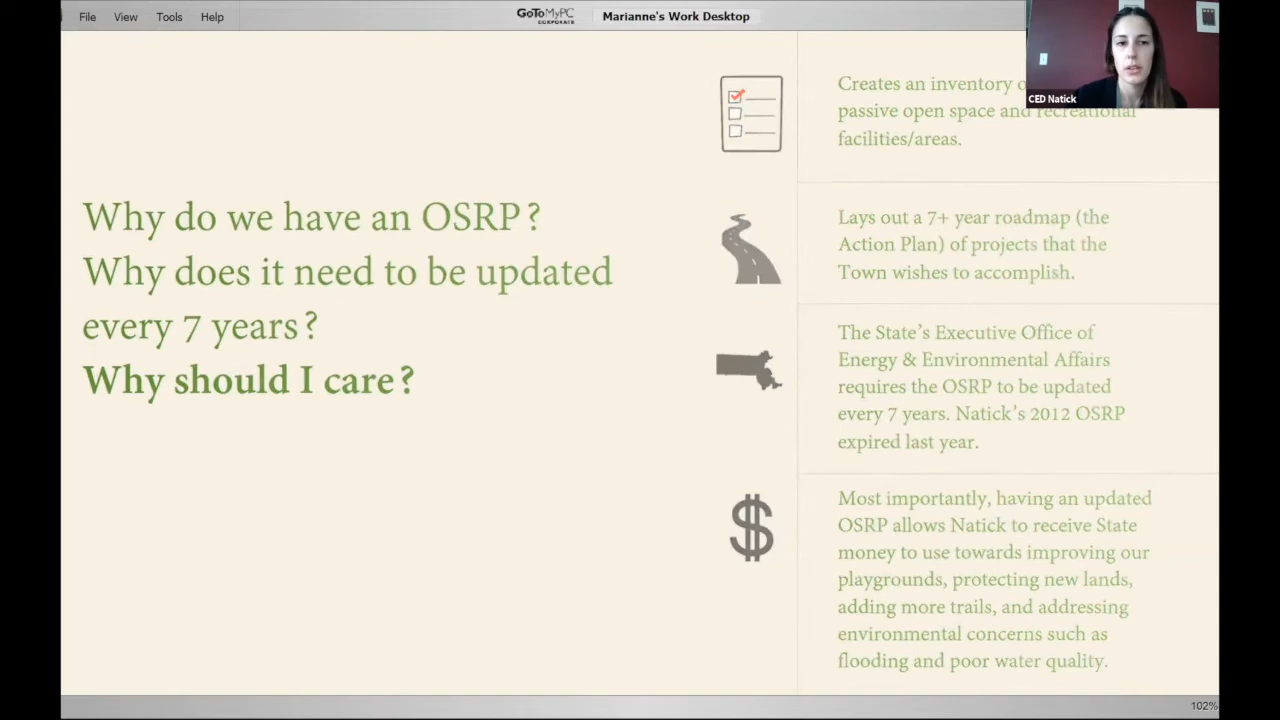 File View Tools Help
GoToMyPC
CORPORATE
Marianne's Work Desktop
CED Natick
Why do we have an OSRP?
Why does it need to be updated
every 7 years?
Why should I care?
Creates an inventory
passive open space and recreational
facilities/areas.
Lays out a 7+ year roadmap (the
Action Plan) of projects that the
Town wishes to accomplish.
The State's Executive Office of
Energy & Environmental Affairs
requires the OSRP to be updated
every 7 years. Natick's 2012 OSRP
expired last year.
Most importantly, having an updated
OSRP allows Natick to receive State
money to use towards improving our
playgrounds, protecting new lands,
adding more trails, and addressing
environmental concerns such as
flooding and poor water quality.
102%